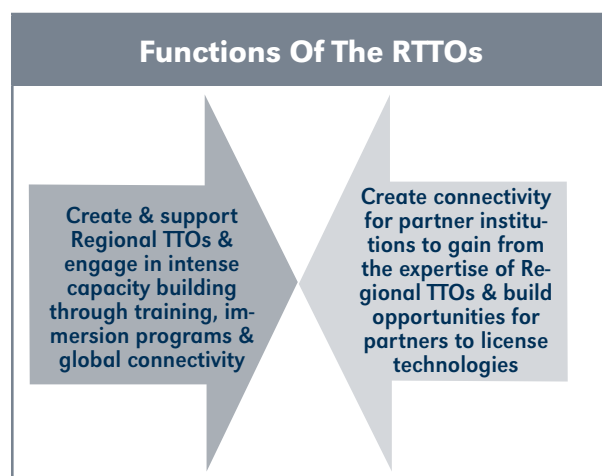 Functions Of The RTTOs
Create & support
Regional TTOs &
engage in intense
capacity building
through training, im-
mersion programs &
global connectivity
Create connectivity
for partner institu-
tions to gain from
the expertise of Re-
gional TTOs & build
opportunities for
partners to license
technologies